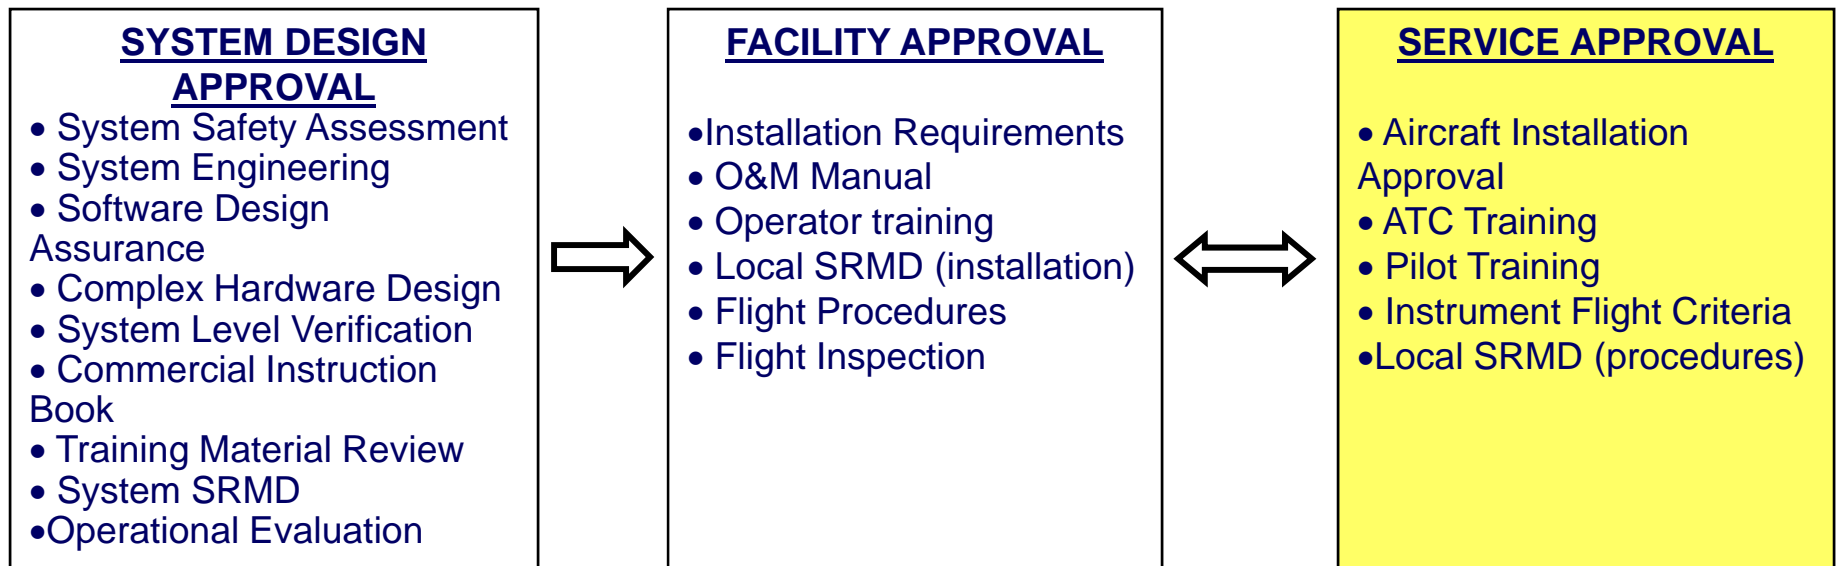 SYSTEM DESIGN
APPROVAL
• System Safety Assessment
• System Engineering
• Software Design
Assurance
• Complex Hardware Design
• System Level Verification
• Commercial Instruction
Book
• Training Material Review
• System SRMD
•Operational Evaluation
FACILITY APPROVAL
•Installation Requirements
• O&M Manual
• Operator training
• Local SRMD (installation)
• Flight Procedures
• Flight Inspection
SERVICE APPROVAL
• Aircraft Installation
Approval
• ATC Training
• Pilot Training
• Instrument Flight Criteria
•Local SRMD (procedures)